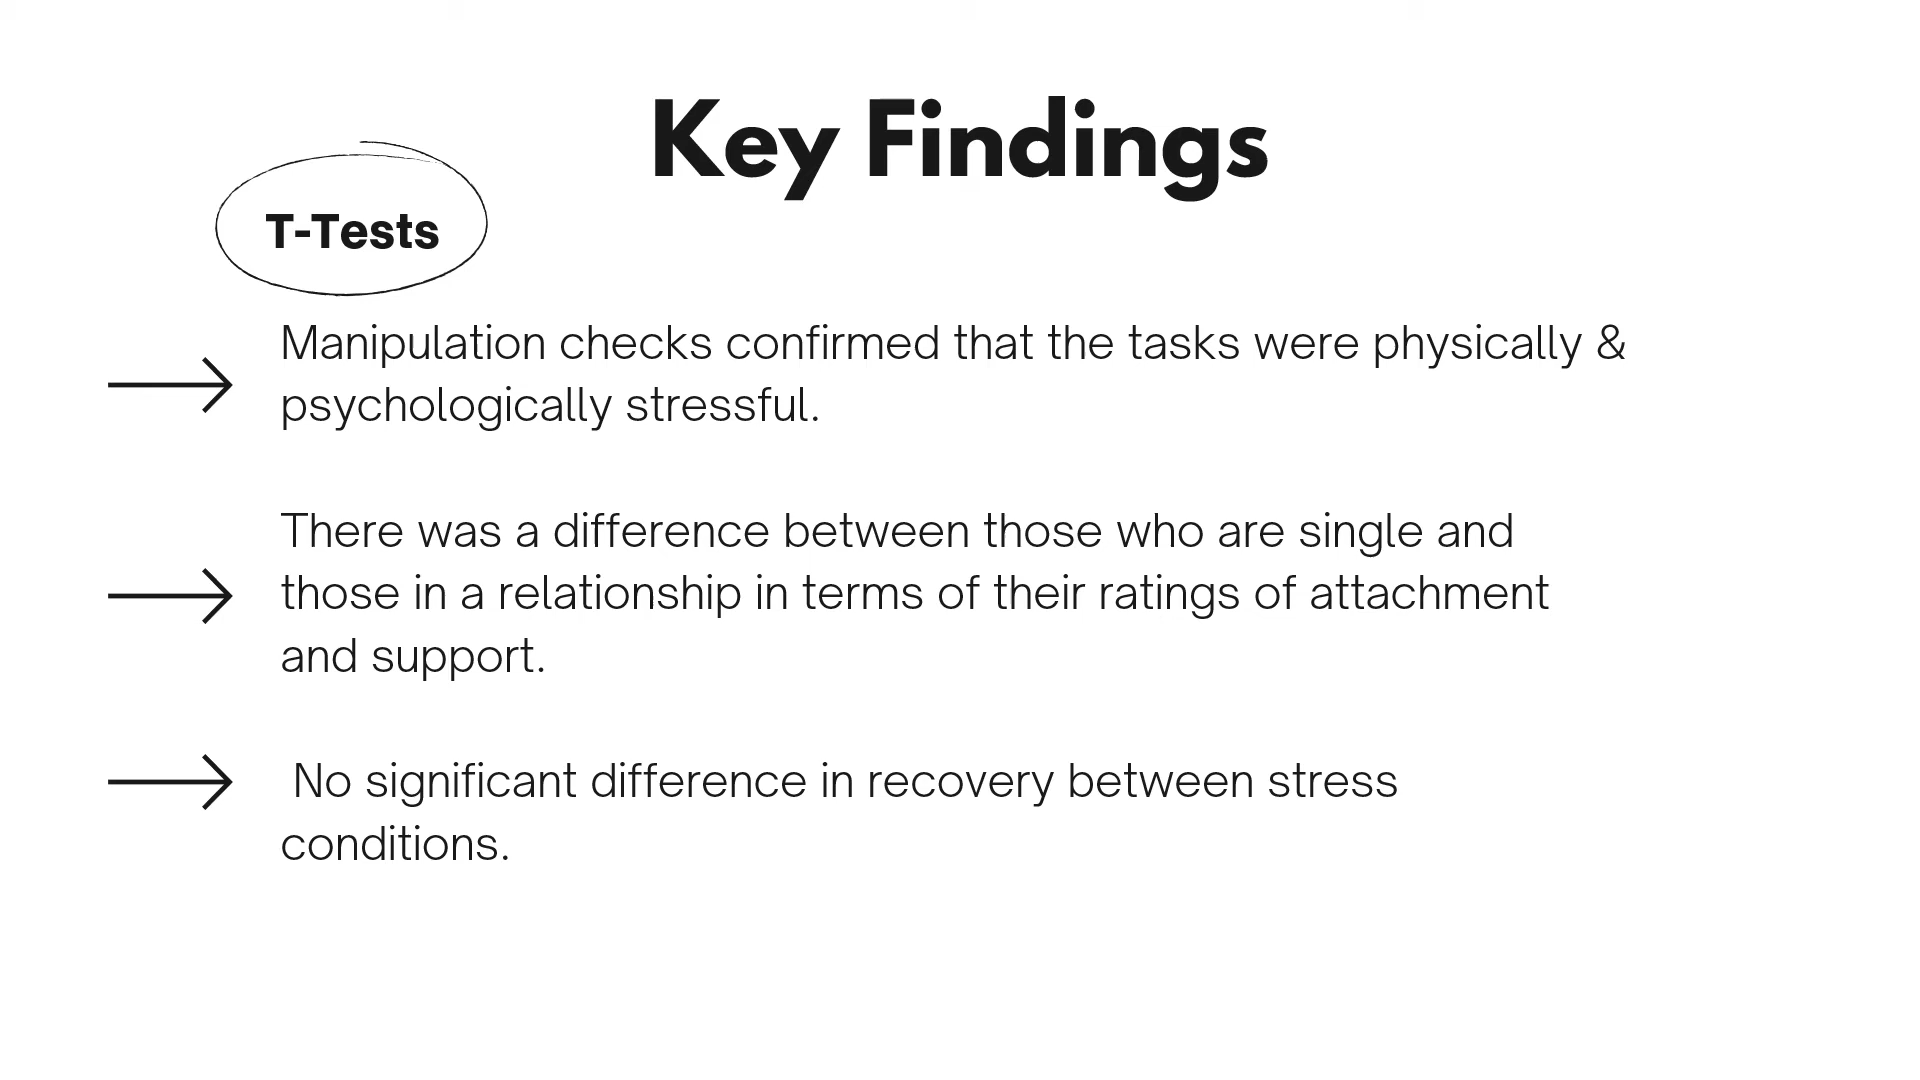 Key Findings
T-Tests
Manipulation checks confirmed that the tasks were physically &
psychologically stressful.
There was a difference between those who are single and
those in a relationship in terms of their ratings of attachment
and support.
No significant difference in recovery between stress
conditions.